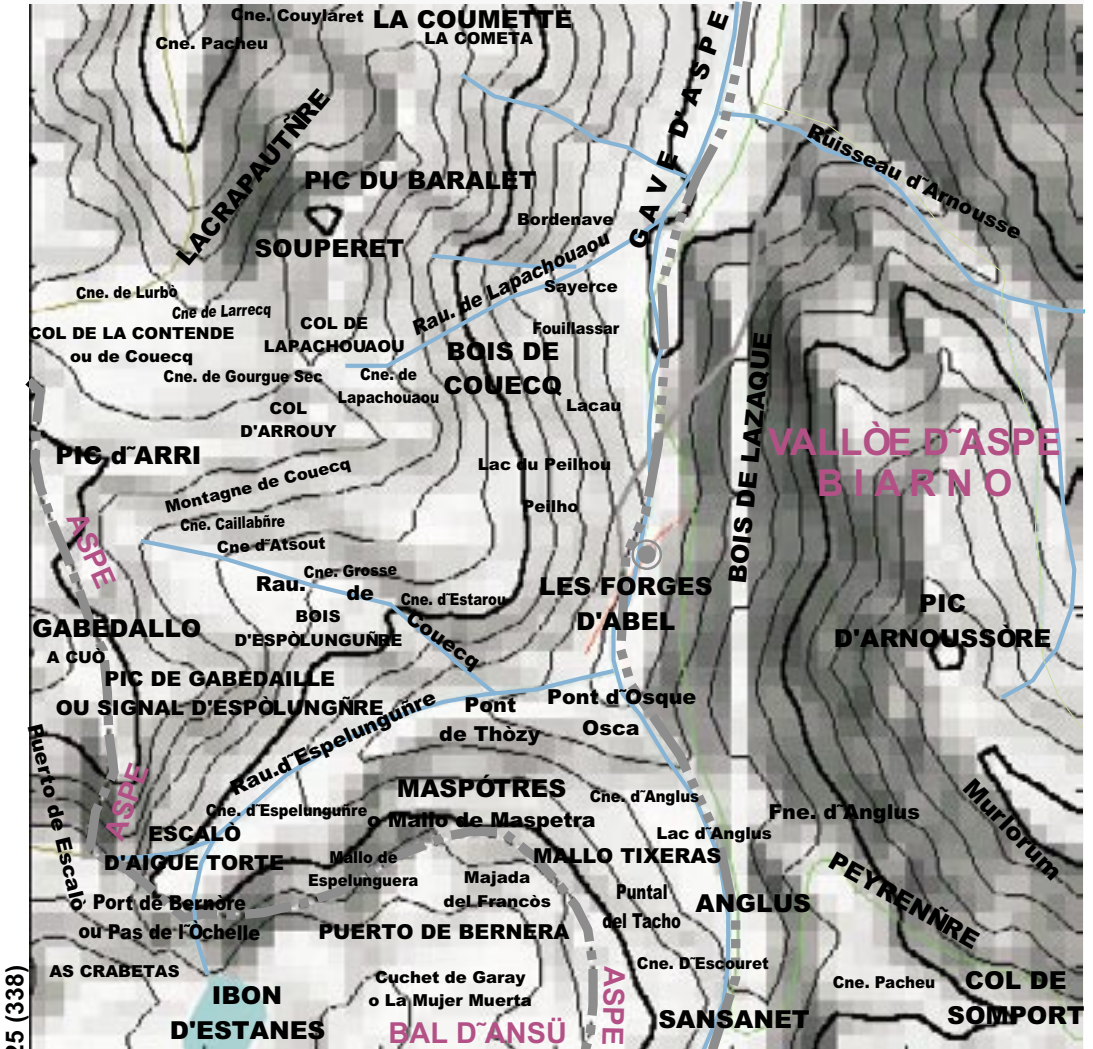 Cne. Couylaret
LA COUMETTE
LA COMETA
Cne. Pacheu
GAVE D'ASPE
LACRAPAUTÑRE
Ruisseau d˜Arnousse
PIC DU BARALET
Bordenave
SOUPERET
Rau. de Lapachouaou
Sayerce
Cne. de Lurbò
Cne de Larrecq
COL DE LA CONTENDE
ou de Couecq
COL DE
LAPACHOUAOU
Fouillassar
BOIS DE
COUECQ
Cne. de Gourgue Sec
Cne. de
Lapachouaou
Lacau
COL
D'ARROUY
BOIS DE LAZAQUE
VALLÒE D˜ASPE
BIARNO
PIC d˜ARRI
Montagne de Couecq
Lac du Peilhou
Peilho
Cne. Caillabñre
Cne d˜Atsout
ASPE
Cne. Grosse
Rau. de Couecq
Cne. d˜Estarou
LES FORGES
D'ABEL
BØIS
D'ESPÒLUNGUÑRE
PIC
D'ARNOUSSÒRE
GABEDALLO
A CUÒ
PIC DE GABEDAILLE
OU SIGNAL D'ESPÒLUNGÑRE
Rau.d˜Espelunguñre
Pont
de Thòzy
Pont d˜Osque
Osca
Puerto de Escalò
ASPE
MASPÓTRES
o Mallo de Maspetra
Cne. d˜Anglus
Cne. d˜Espelunguñre
Fne. d˜Anglus
Murlorum
ESCALÒ
D'AIGUE TORTE
Lac d˜Anglus
MALLO TIXERAS
Mallo de
Espelunguera
Majada
del Francòs
Puntal
del Tacho
ANGLUS
PEYRENÑRE
Port de Bernòre
ou Pas de l˜Òchelle
PUERTO DE BERNERA
AS CRABETAS
Cne. D˜Escouret
Cuchet de Garay
o La Mujer Muerta
ASPE
Cne. Pacheu
COL DE
SOMPORT
IBON
D'ESTANES
BAL D˜ANSÜ
SANSANET
25 (338)